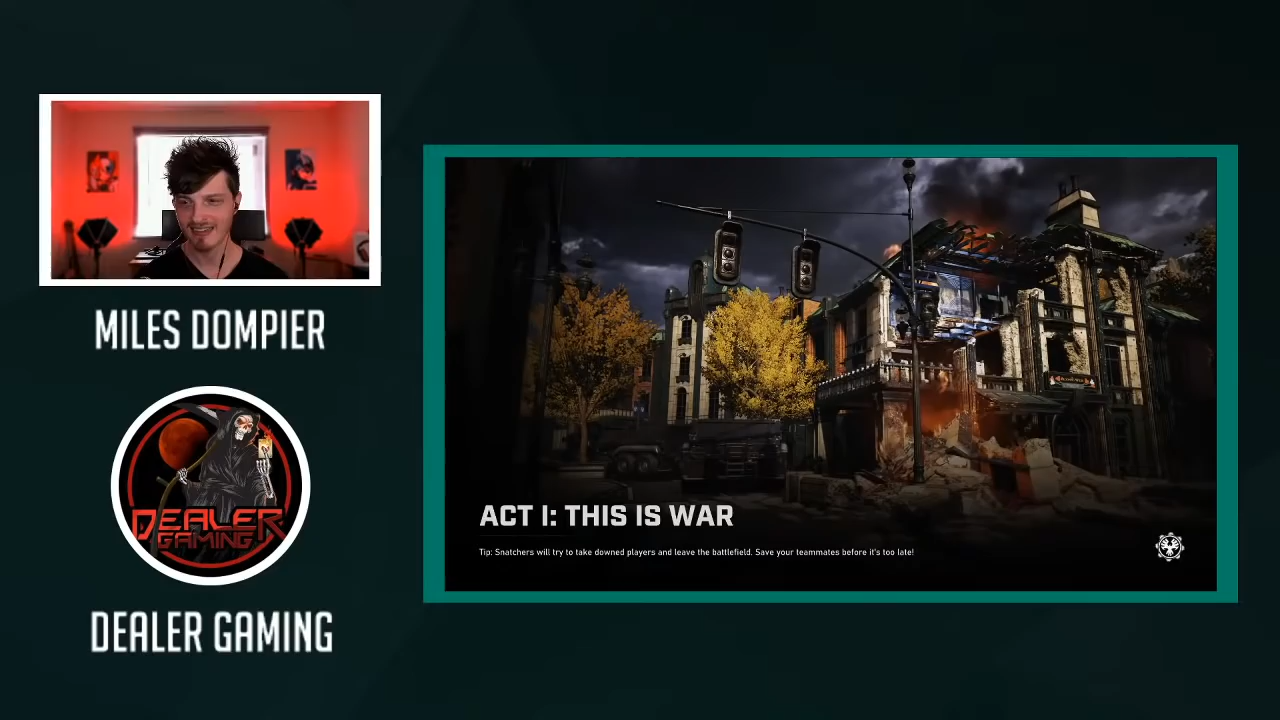 MILES DOMPIER
DEALER
GAMING
DEALER GAMING
ACT I: THIS IS WAR
Tip: Snatchers will try to take downed players and leave the battlefield. Save your teammates before it's too late!